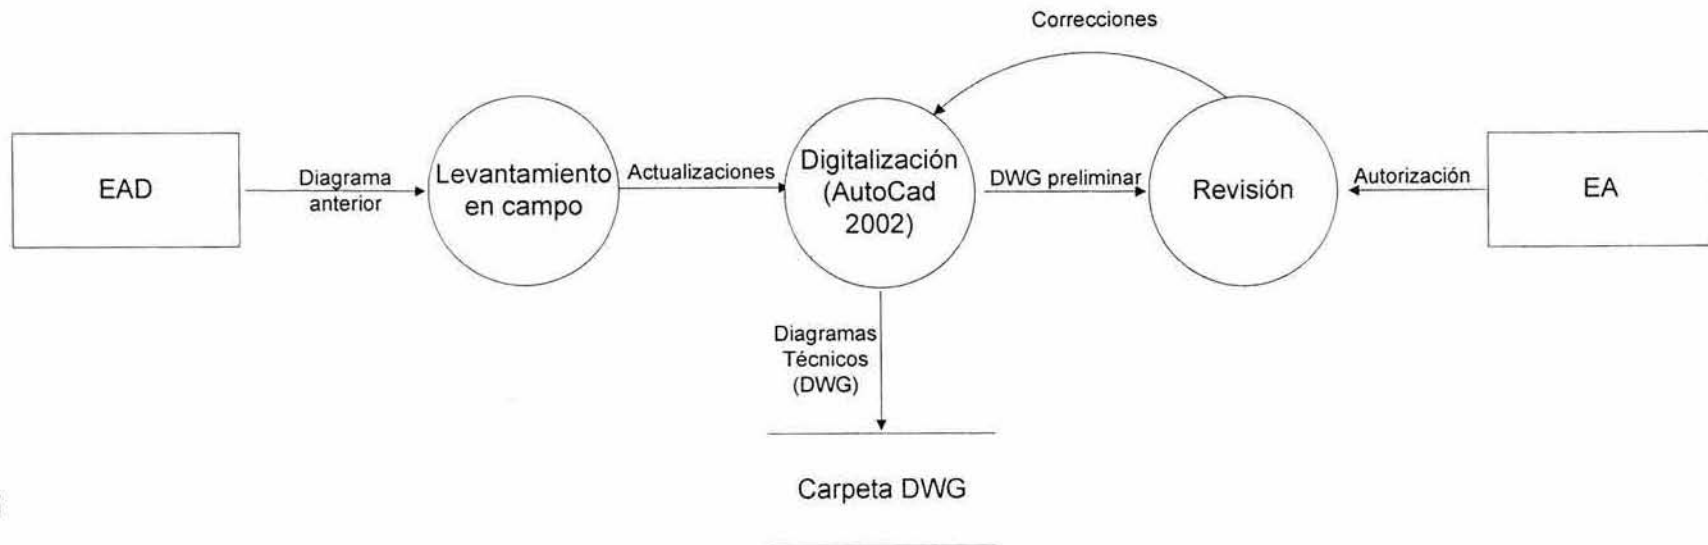 Correcciones
EAD
Diagrama
anterior
Levantamiento
en campo
Actualizaciones
Digitalización
(AutoCad
2002)
DWG preliminar
Revisión
Autorización
EA
Diagramas
Técnicos
(DWG)
Carpeta DWG